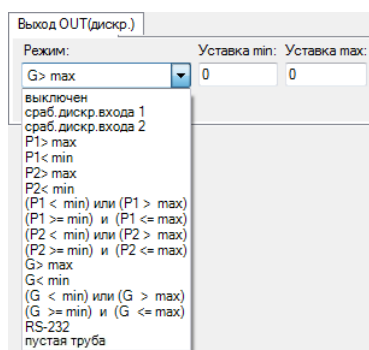 Выход OUT(дискр.)
Режим: Уставка min: Уставка max:
G> max 0 0
выключен
сраб.дискр.входа 1
сраб.дискр.входа 2
P1> max
P1< min
P2> max
P2< min
(P1 < min) или (P1 > max)
(P1 >= min) и (P1 <= max)
(P2 < min) или (P2 > max)
(P2 >= min) и (P2 <= max)
G> max
G< min
(G < min) или (G > max)
(G >= min) и (G <= max)
RS-232
пустая труба